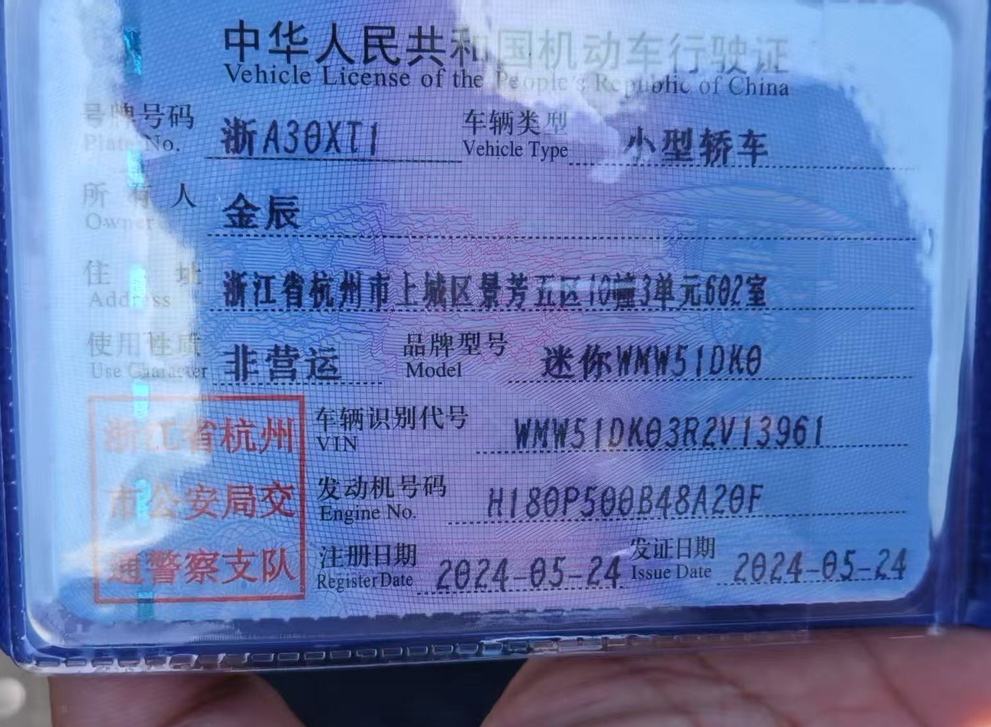 中华人民共和国机动车行驶证
Vehicle License of the People's Republic of China
号牌号码 浙A30XT1 车辆类型 小型轿车
Plate No. Vehicle Type
所有人 金辰
Owner
住址 浙江省杭州市上城区景芳五区10幢3单元602室
Address
使用性质 非营运 品牌型号 迷你WMW51DK0
Use Character Model
车辆识别代号 WMW51DK03R2V13961
VIN
发动机号码 H180P500B48A20F
Engine No.
注册日期 2024-05-24 发证日期 2024-05-24
Register Date Issue Date
浙江省杭州
市公安局交
通警察支队